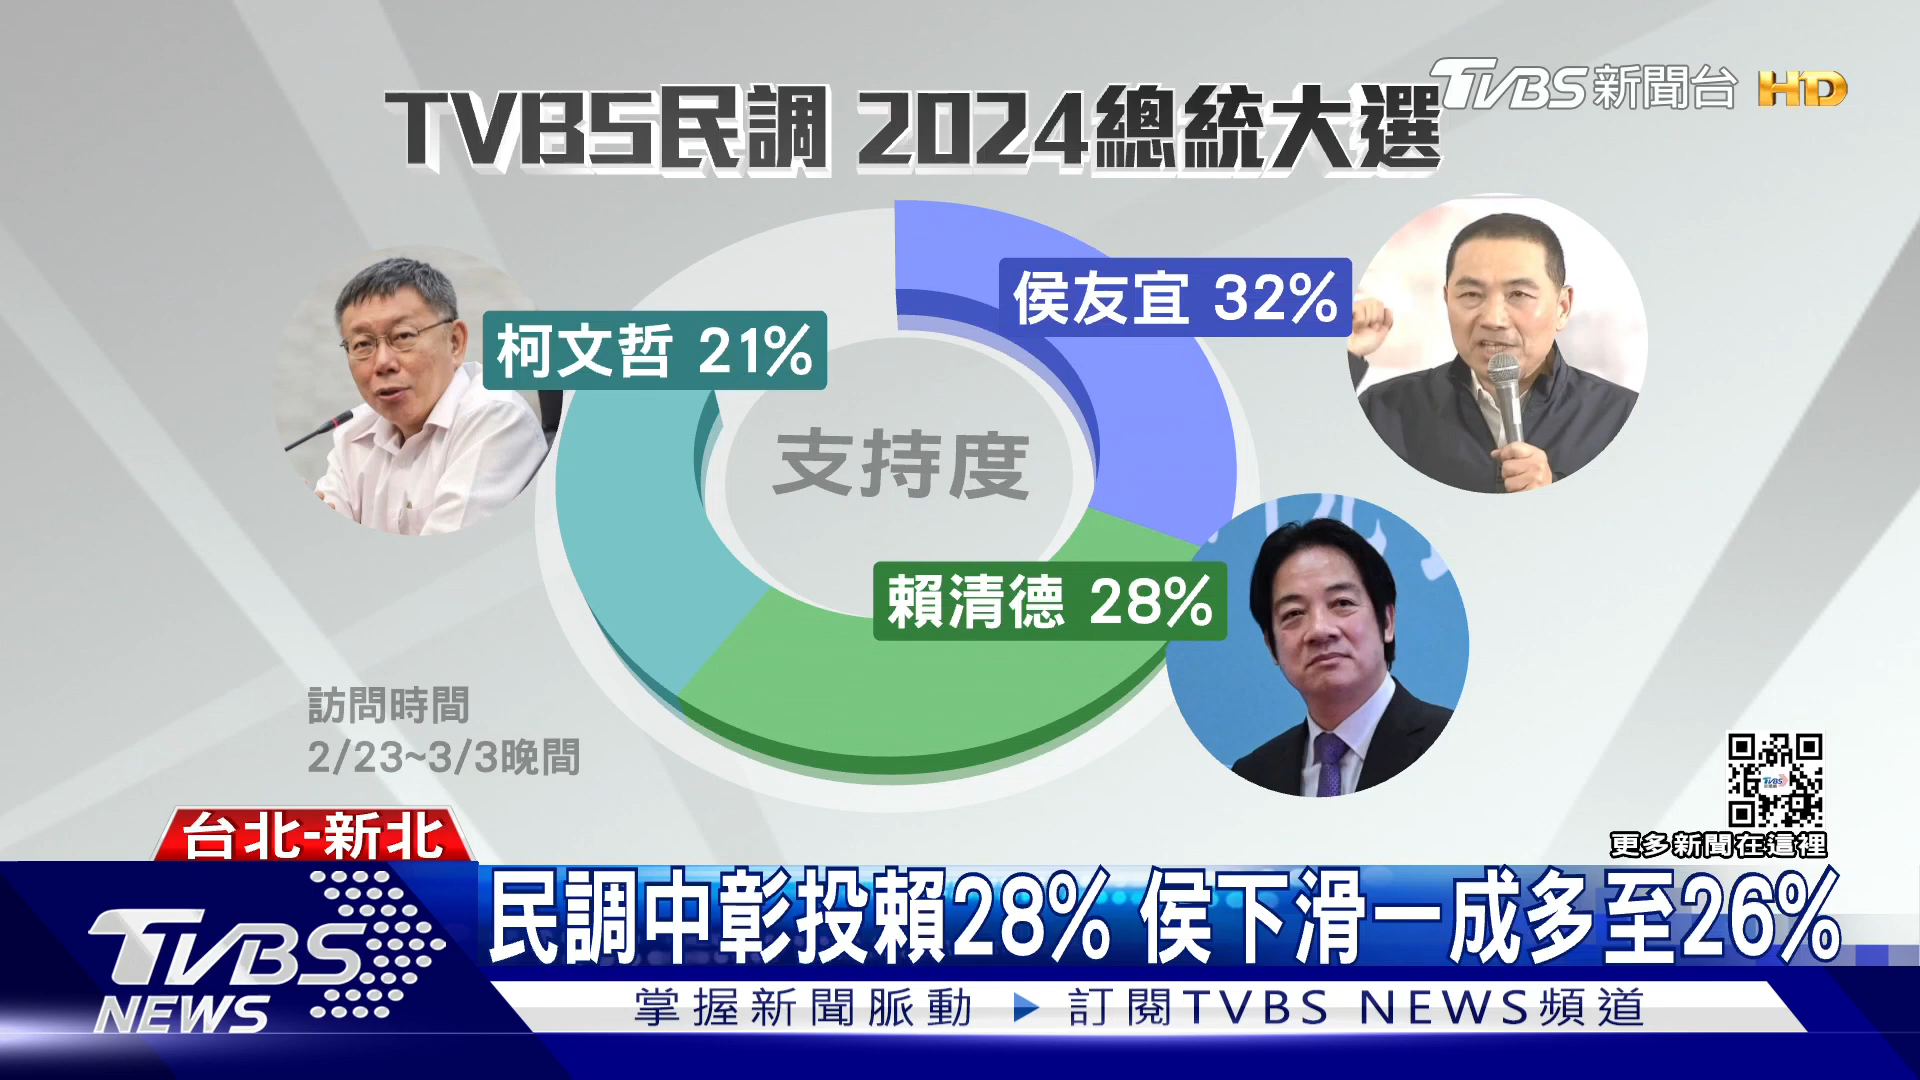 TVBS新聞台 HD
TVBS民調 2024總統大選
侯友宜 32%
柯文哲 21%
支持度
賴清德 28%
訪問時間
2/23~3/3晚間
TVBS
更多新聞在這裡
台北-新北
民調中彰投賴28% 侯下滑一成多至26%
TVBS
NEWS
掌握新聞脈動 ▶ 訂閱TVBS NEWS頻道